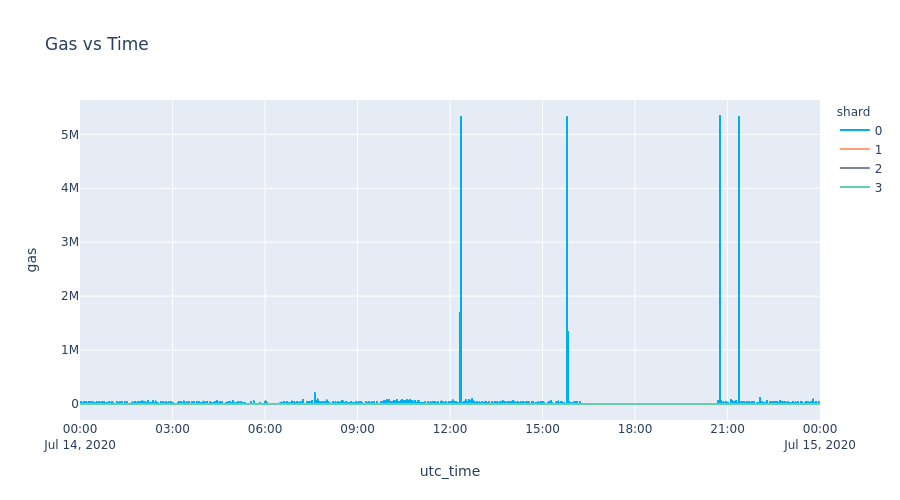 Gas vs Time
shard
0
1
2
3
5M
4M
3M
2M
1M
0
gas
00:00 03:00 06:00 09:00 12:00 15:00 18:00 21:00 00:00
Jul 14, 2020 Jul 15, 2020
utc_time